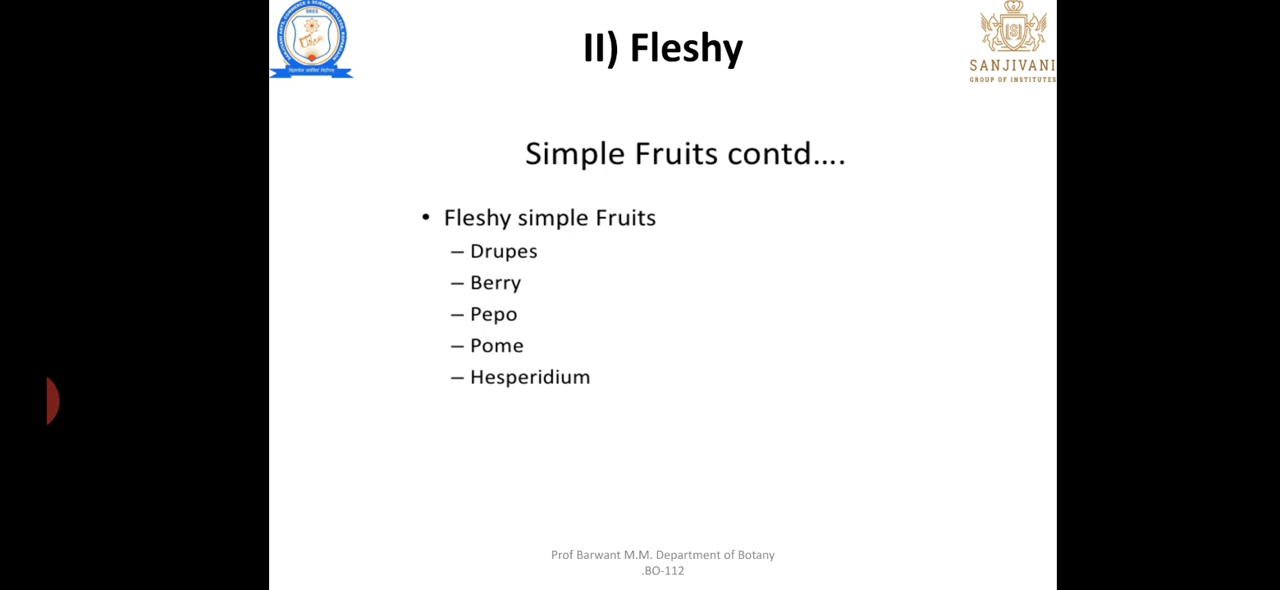 II) Fleshy
SANJIVANI
GROUP OF INSTITUTES
Simple Fruits contd....
• Fleshy simple Fruits
– Drupes
– Berry
– Pepo
– Pome
– Hesperidium
Prof Barwant M.M. Department of Botany
.BO-112